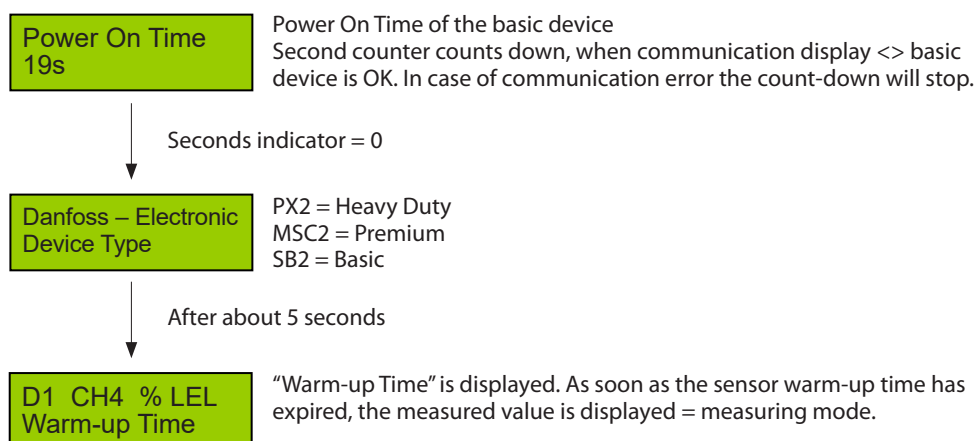 Power On Time
19s
Power On Time of the basic device
Second counter counts down, when communication display <> basic
device is OK. In case of communication error the count-down will stop.
Seconds indicator = 0
Danfoss – Electronic
Device Type
PX2 = Heavy Duty
MSC2 = Premium
SB2 = Basic
After about 5 seconds
D1 CH4 % LEL
Warm-up Time
“Warm-up Time” is displayed. As soon as the sensor warm-up time has
expired, the measured value is displayed = measuring mode.